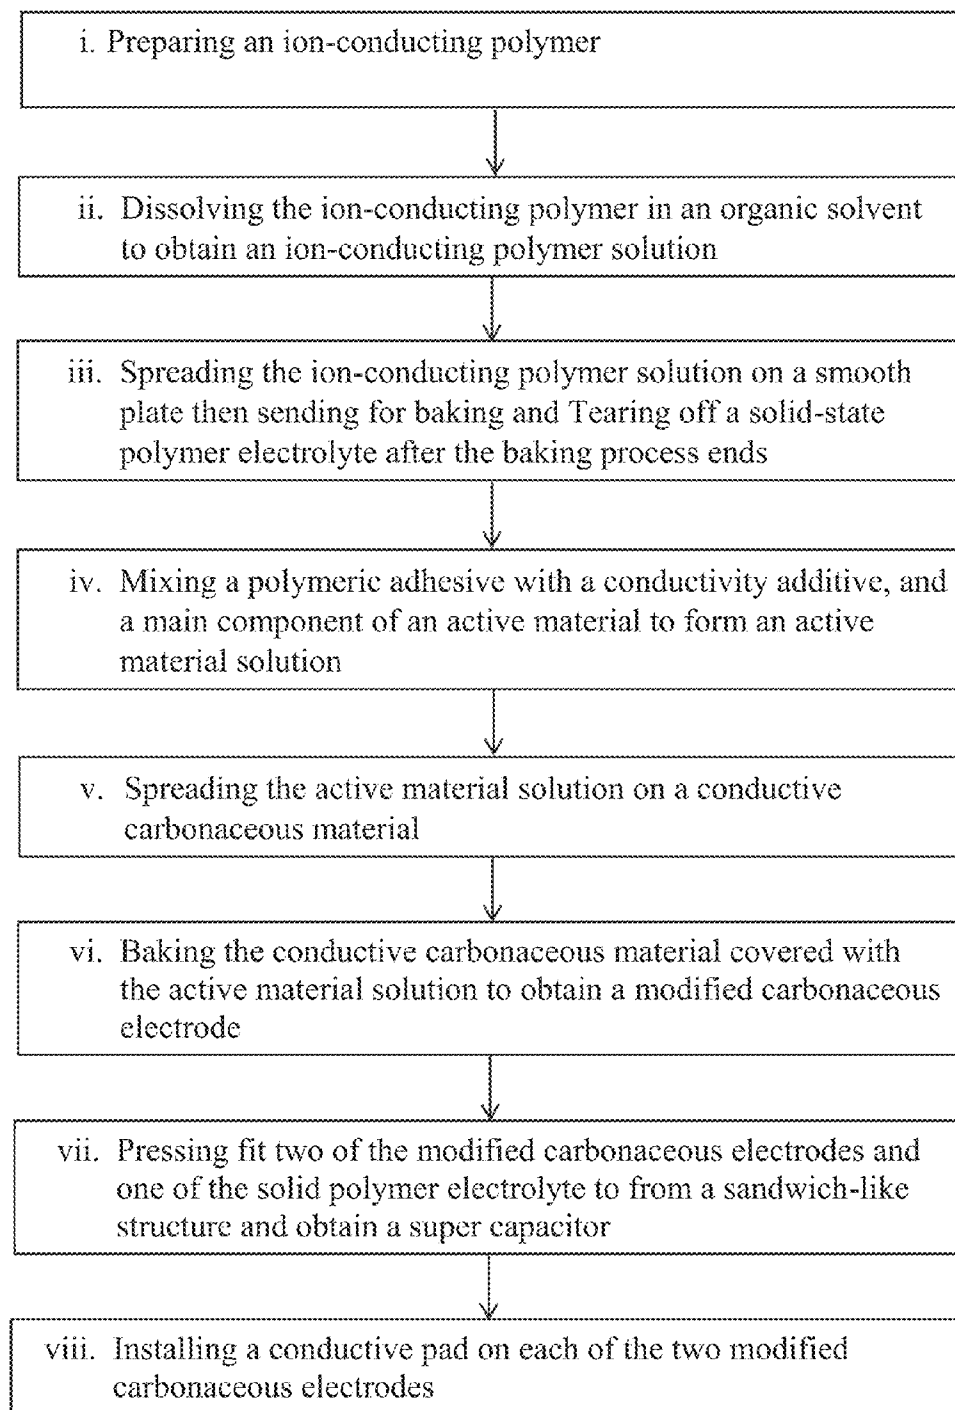 i. Preparing an ion-conducting polymer
ii. Dissolving the ion-conducting polymer in an organic solvent
to obtain an ion-conducting polymer solution
iii. Spreading the ion-conducting polymer solution on a smooth
plate then sending for baking and Tearing off a solid-state
polymer electrolyte after the baking process ends
iv. Mixing a polymeric adhesive with a conductivity additive, and
a main component of an active material to form an active
material solution
v. Spreading the active material solution on a conductive
carbonaceous material
vi. Baking the conductive carbonaceous material covered with
the active material solution to obtain a modified carbonaceous
electrode
vii. Pressing fit two of the modified carbonaceous electrodes and
one of the solid polymer electrolyte to from a sandwich-like
structure and obtain a super capacitor
viii. Installing a conductive pad on each of the two modified
carbonaceous electrodes